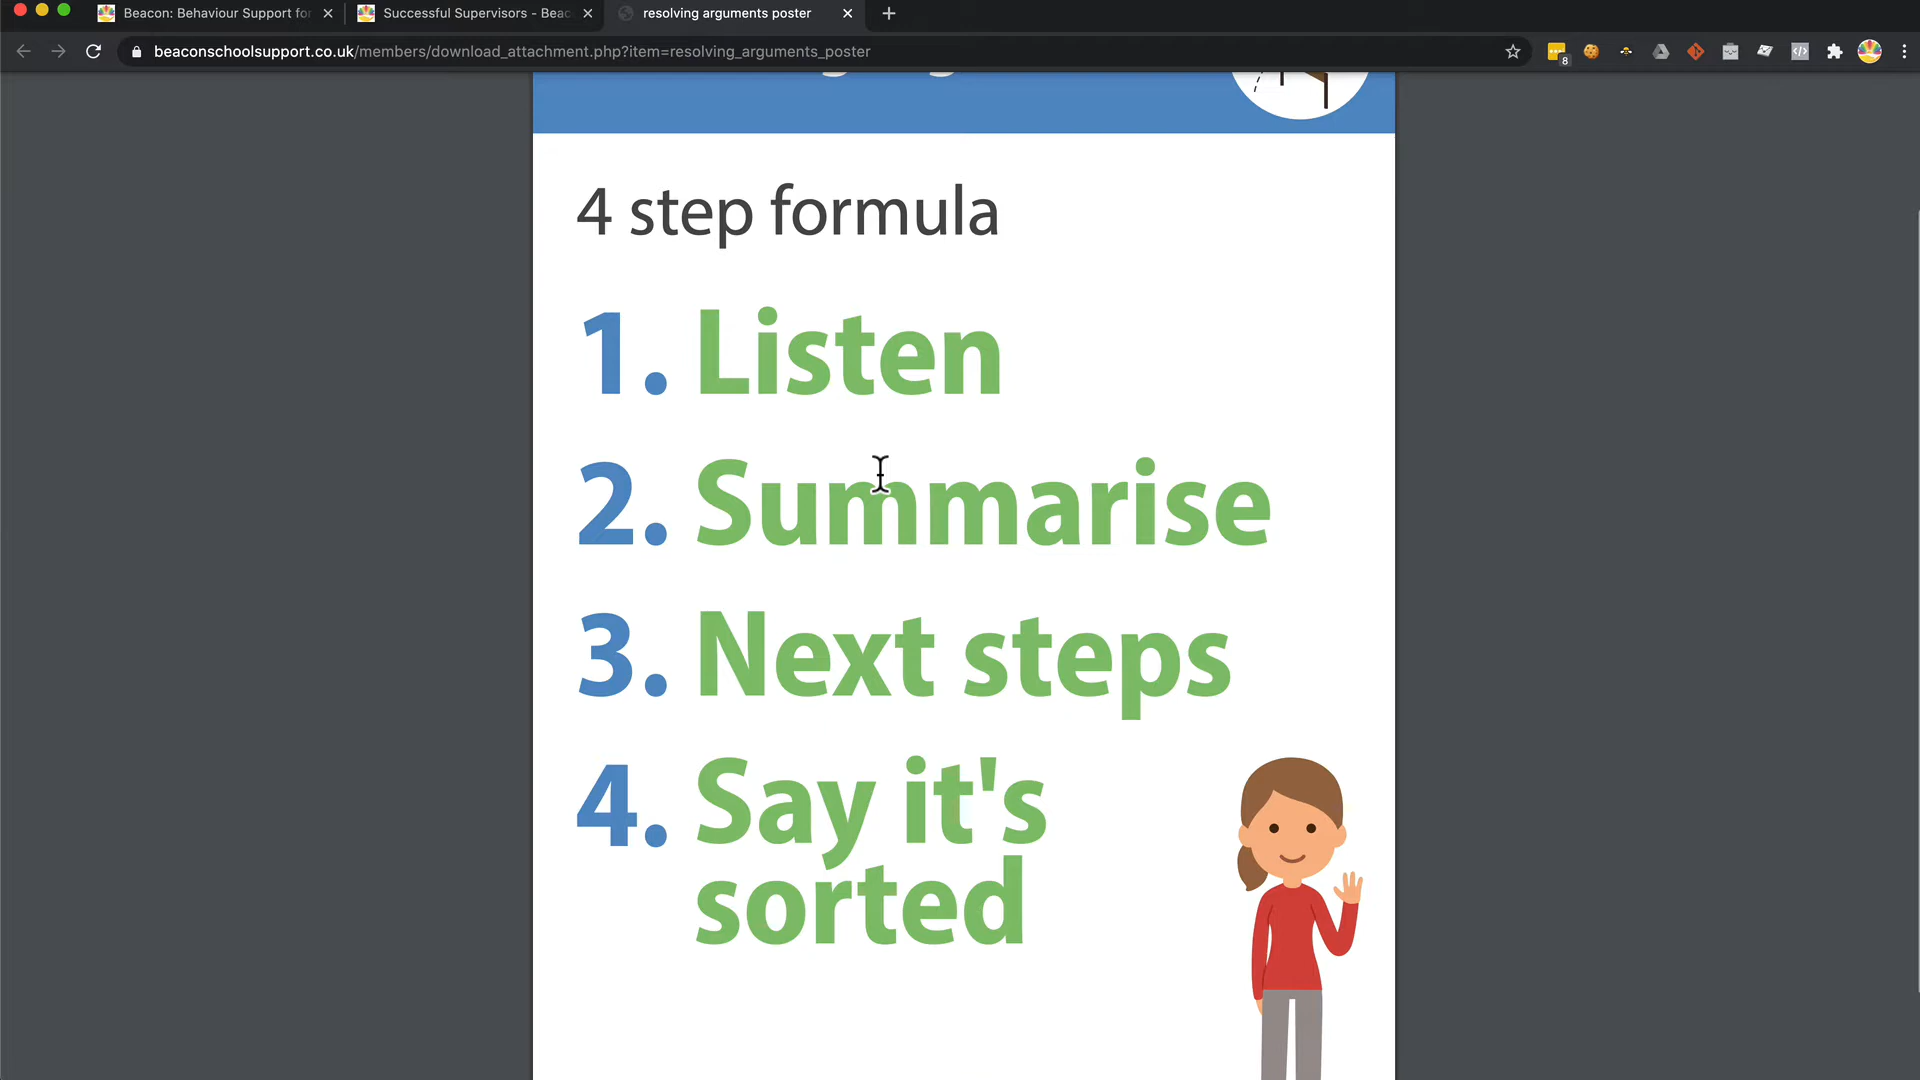 Beacon: Behaviour Support for
Successful Supervisors - Beac
resolving arguments poster
beaconschoolsupport.co.uk/members/download_attachment.php?item=resolving_arguments_poster
8
4 step formula
1. Listen
2. Summarise
3. Next steps
4. Say it's
sorted